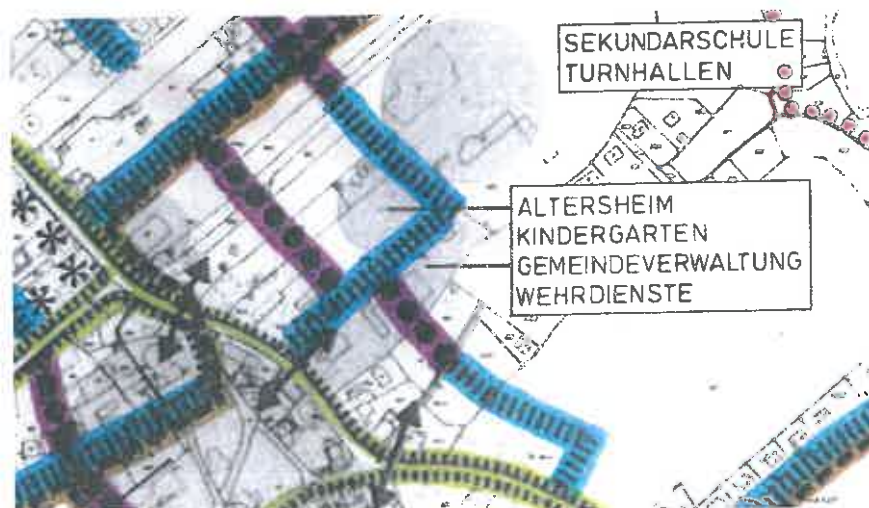 SEKUNDARSCHULE
TURNHALLEN
ALTERSHEIM
KINDERGARTEN
GEMEINDEVERWALTUNG
WEHRDIENSTE